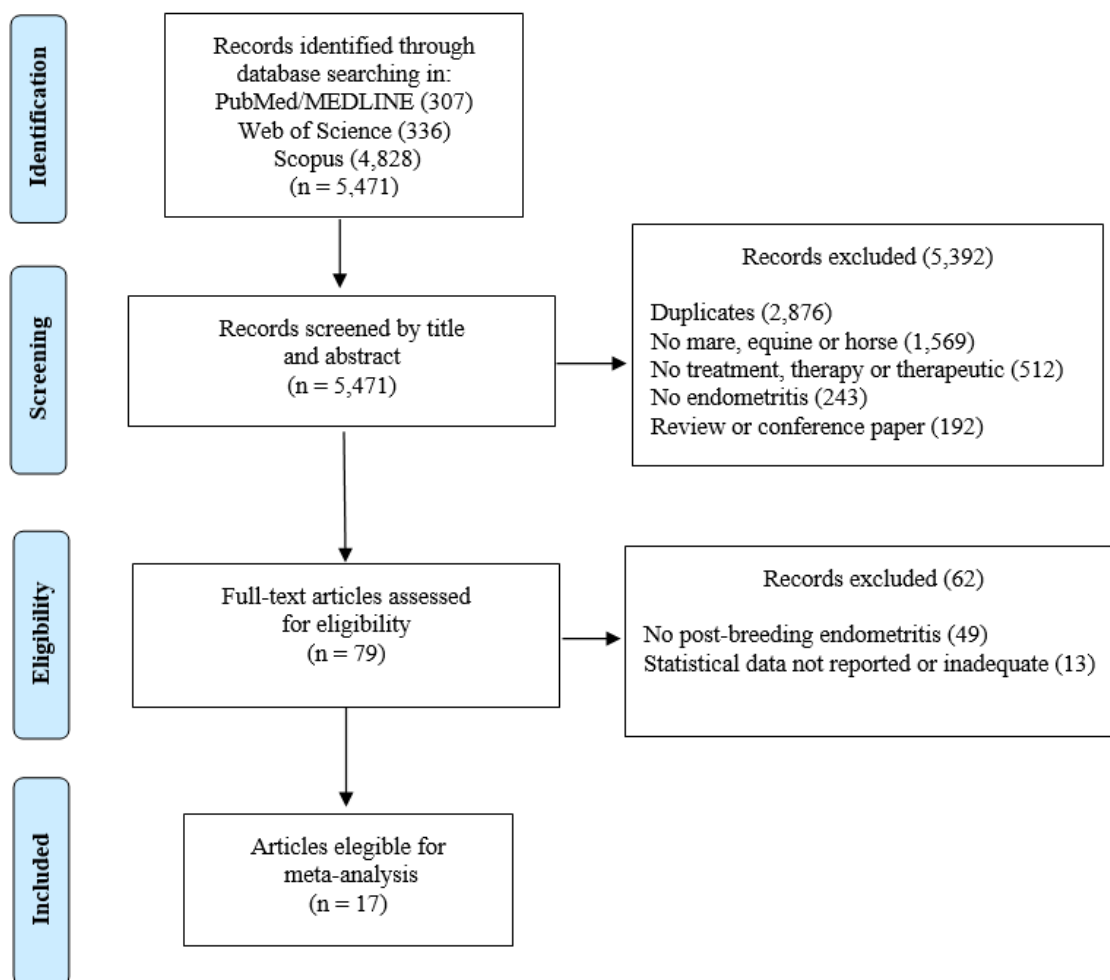 Identification
Records identified through
database searching in:
PubMed/MEDLINE (307)
Web of Science (336)
Scopus (4,828)
(n = 5,471)
Screening
Records screened by title
and abstract
(n = 5,471)
Records excluded (5,392)
Duplicates (2,876)
No mare, equine or horse (1,569)
No treatment, therapy or therapeutic (512)
No endometritis (243)
Review or conference paper (192)
Eligibility
Full-text articles assessed
for eligibility
(n = 79)
Records excluded (62)
No post-breeding endometritis (49)
Statistical data not reported or inadequate (13)
Included
Articles elegible for
meta-analysis
(n = 17)